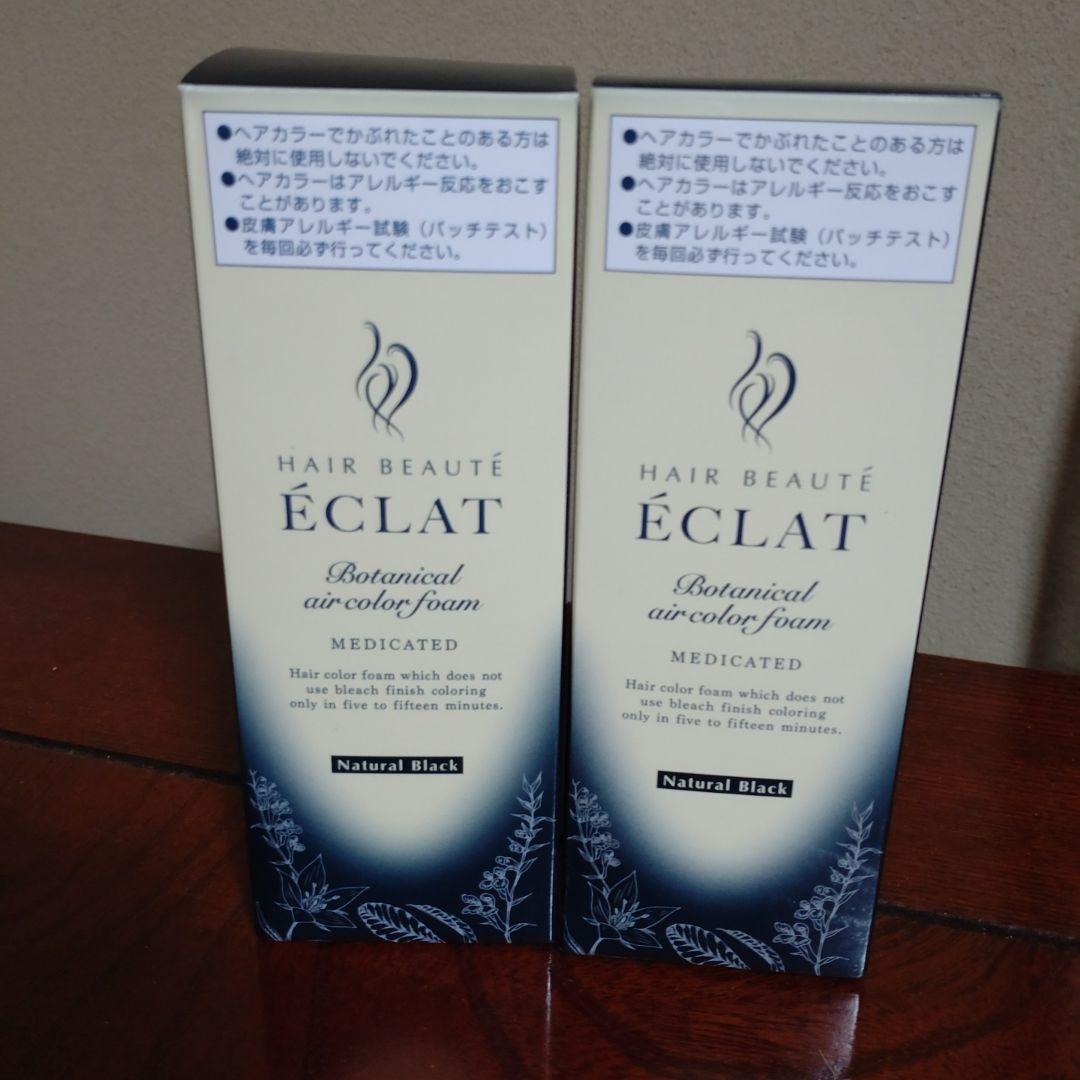 ●ヘアカラーでかぶれたことのある方は
絶対に使用しないでください。
●ヘアカラーはアレルギー反応をおこす
ことがあります。
●皮膚アレルギー試験（パッチテスト）
を毎回必ず行ってください。
HAIR BEAUTÉ
ÉCLAT
Botanical
air color foam
MEDICATED
Hair color foam which does not
use bleach finish coloring
only in five to fifteen minutes.
Natural Black
●ヘアカラーでかぶれたことのある方は
絶対に使用しないでください。
●ヘアカラーはアレルギー反応をおこす
ことがあります。
●皮膚アレルギー試験（パッチテスト）
を毎回必ず行ってください。
HAIR BEAUTÉ
ÉCLAT
Botanical
air color foam
MEDICATED
Hair color foam which does not
use bleach finish coloring
only in five to fifteen minutes.
Natural Black